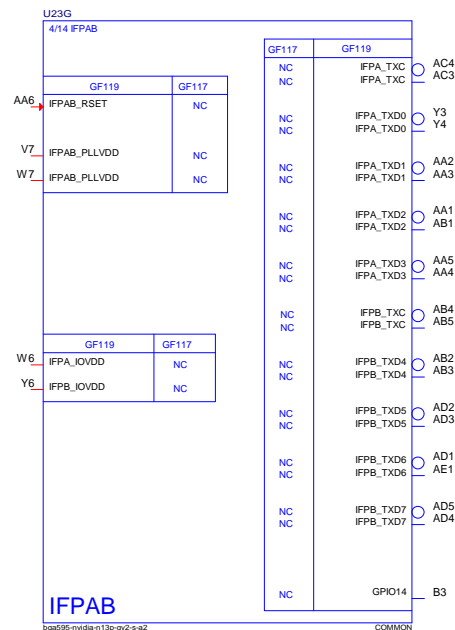 U23G
4/14 IFPAB
GF119 GF117
AA6 IFPAB_RSET NC
V7 IFPAB_PLLVDD NC
W7 IFPAB_PLLVDD NC
GF119 GF117
W6 IFPA_IOVDD NC
Y6 IFPB_IOVDD NC
GF117 GF119
NC IFPA_TXC AC4
NC IFPA_TXC AC3
NC IFPA_TXD0 Y3
NC IFPA_TXD0 Y4
NC IFPA_TXD1 AA2
NC IFPA_TXD1 AA3
NC IFPA_TXD2 AA1
NC IFPA_TXD2 AB1
NC IFPA_TXD3 AA5
NC IFPA_TXD3 AA4
NC IFPB_TXC AB4
NC IFPB_TXC AB5
NC IFPB_TXD4 AB2
NC IFPB_TXD4 AB3
NC IFPB_TXD5 AD2
NC IFPB_TXD5 AD3
NC IFPB_TXD6 AD1
NC IFPB_TXD6 AE1
NC IFPB_TXD7 AD5
NC IFPB_TXD7 AD4
NC GPIO14 B3
IFPAB
bga595-nvidia-n13p-gv2-s-a2 COMMON